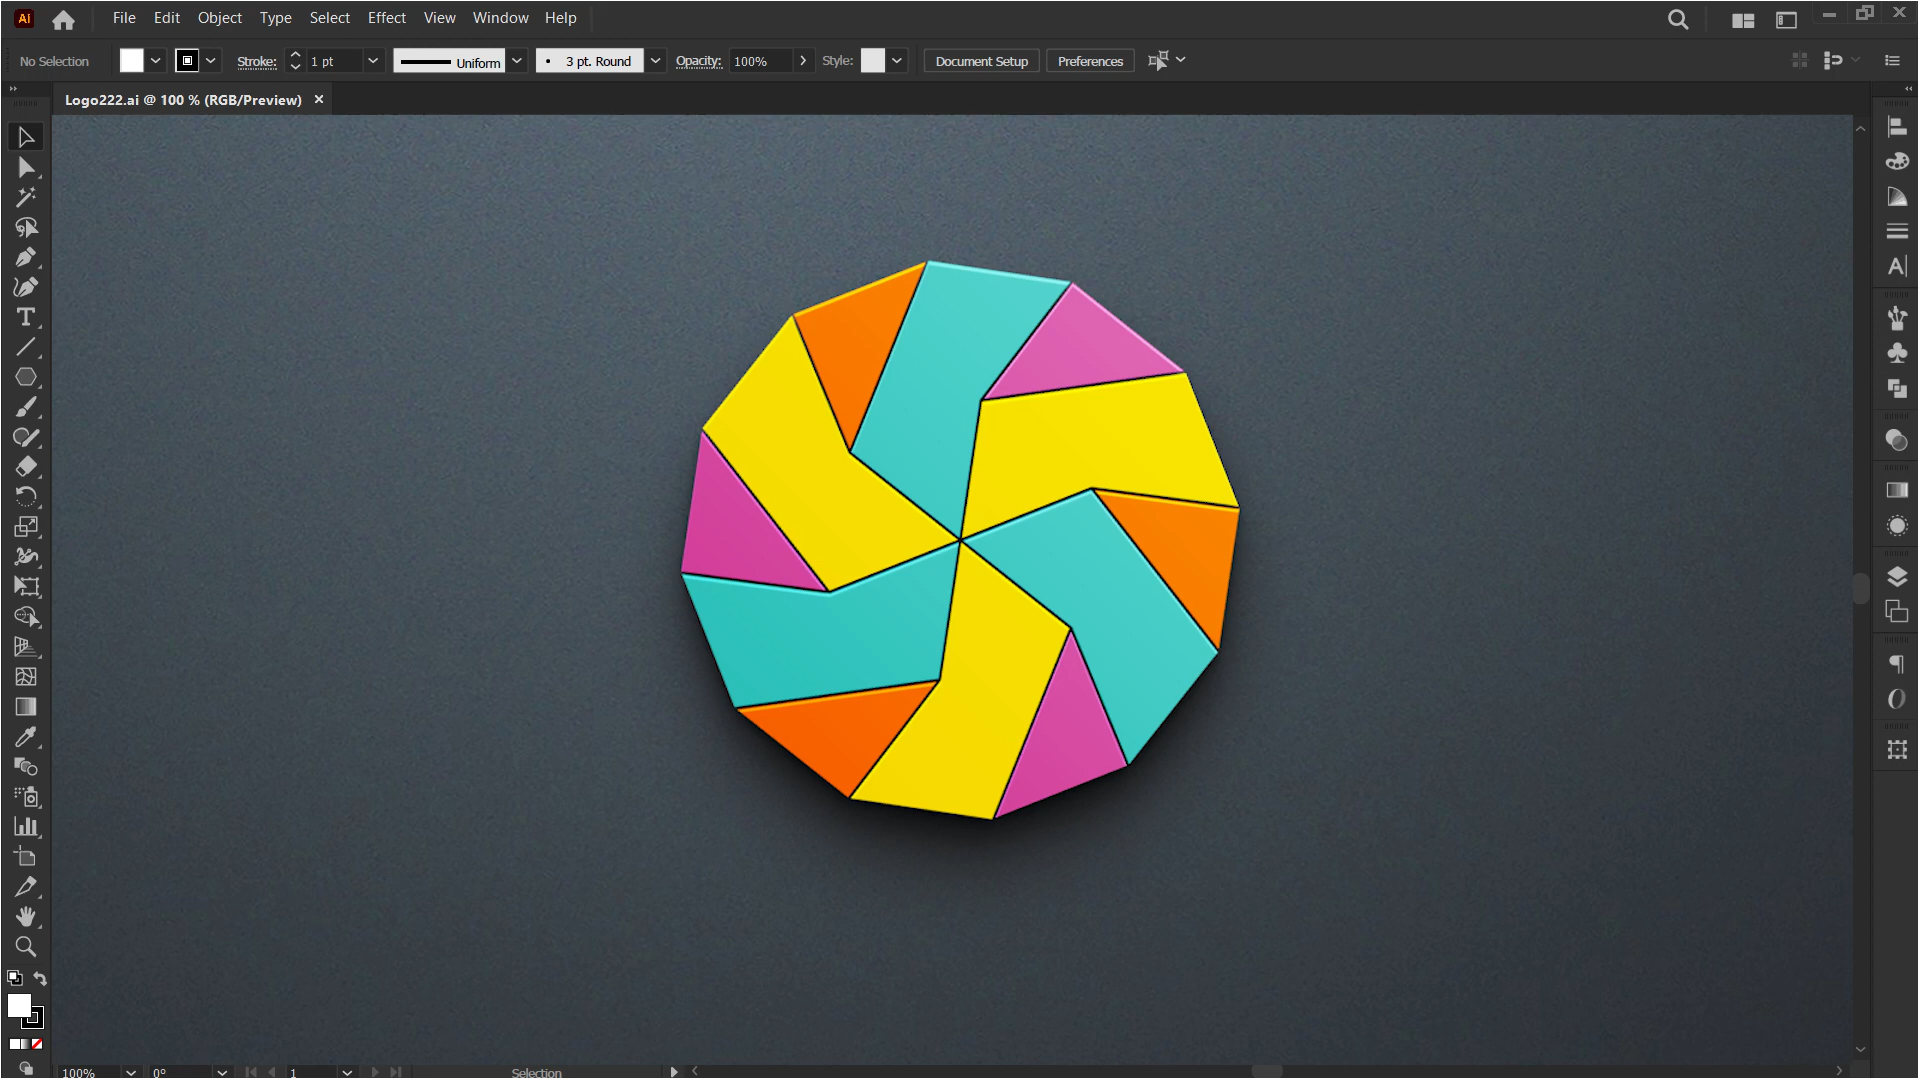 Ai File Edit Object Type Select Effect View Window Help
No Selection Stroke: 1 pt Uniform 3 pt. Round Opacity: 100% Style: Document Setup Preferences
Logo222.ai @ 100 % (RGB/Preview) ×
100% 0° 1 Selection